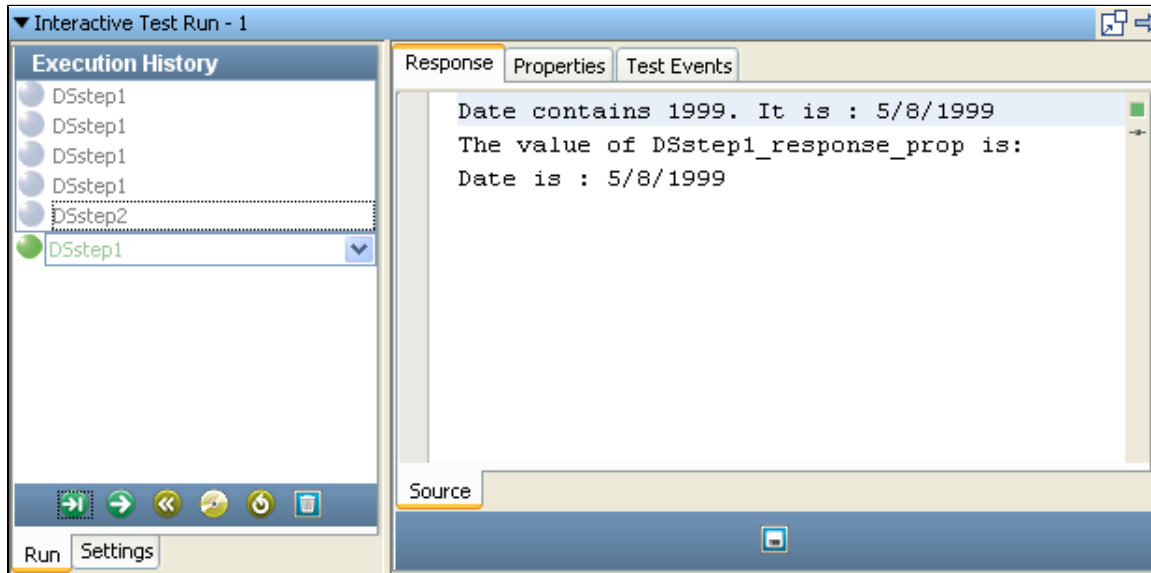 Interactive Test Run - 1
Execution History
DSstep1
DSstep1
DSstep1
DSstep1
DSstep2
DSstep1
Run
Settings
Response
Properties
Test Events
Date contains 1999. It is : 5/8/1999
The value of DSstep1_response_prop is:
Date is : 5/8/1999
Source